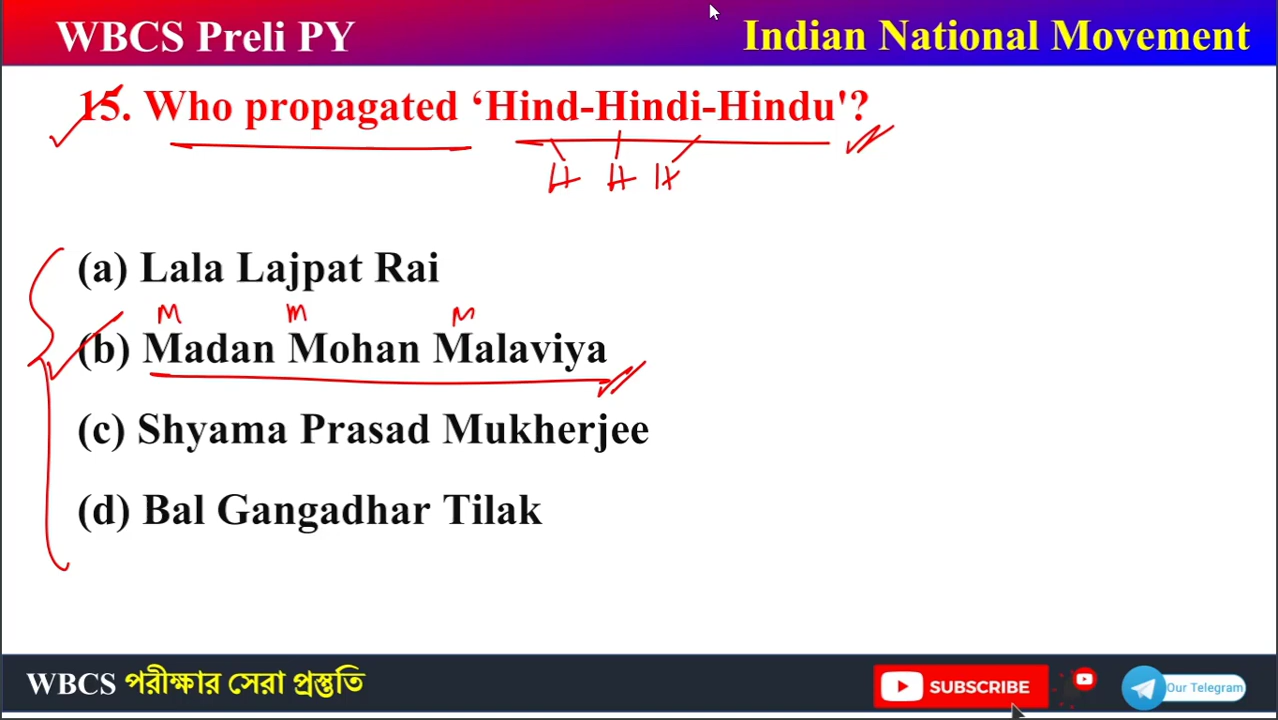 WBCS Preli PY
Indian National Movement
15. Who propagated ‘Hind-Hindi-Hindu'?
H H H
(a) Lala Lajpat Rai
M M M
(b) Madan Mohan Malaviya
(c) Shyama Prasad Mukherjee
(d) Bal Gangadhar Tilak
WBCS পরীক্ষার সেরা প্রস্তুতি
SUBSCRIBE
Our Telegram